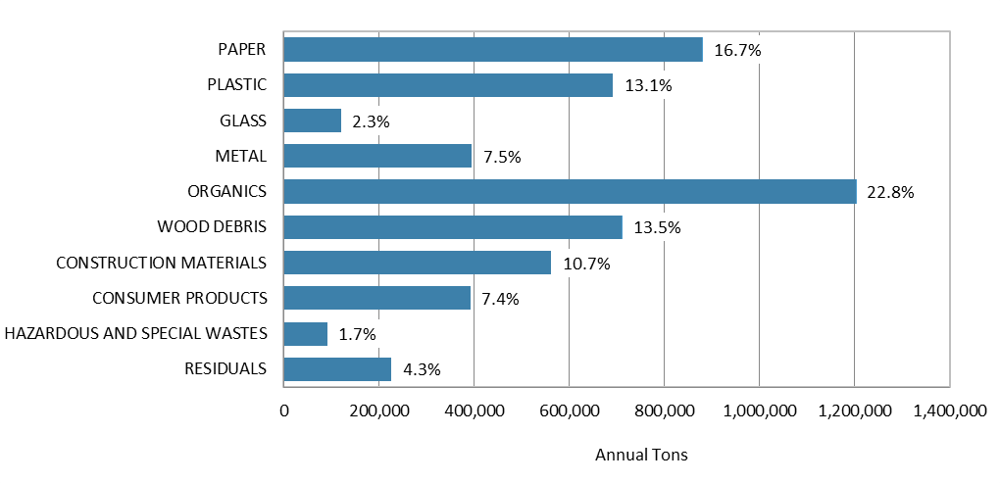 PAPER 16.7%
PLASTIC 13.1%
GLASS 2.3%
METAL 7.5%
ORGANICS 22.8%
WOOD DEBRIS 13.5%
CONSTRUCTION MATERIALS 10.7%
CONSUMER PRODUCTS 7.4%
HAZARDOUS AND SPECIAL WASTES 1.7%
RESIDUALS 4.3%
0 200,000 400,000 600,000 800,000 1,000,000 1,200,000 1,400,000
Annual Tons